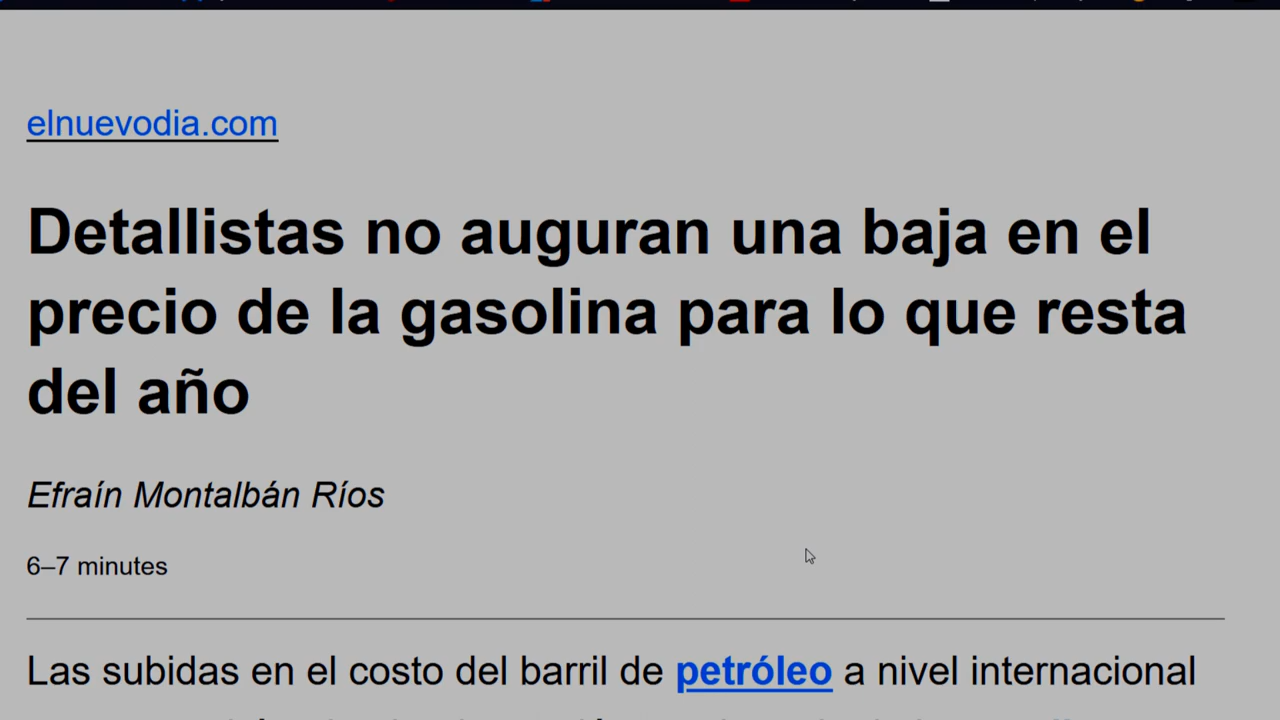 elnuevodia.com
Detallistas no auguran una baja en el
precio de la gasolina para lo que resta
del año
Efraín Montalbán Ríos
6–7 minutes
Las subidas en el costo del barril de petróleo a nivel internacional